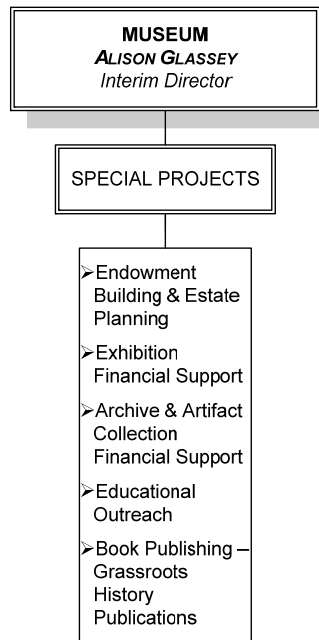 MUSEUM
ALISON GLASSEY
Interim Director
SPECIAL PROJECTS
➢Endowment
Building & Estate
Planning
➢Exhibition
Financial Support
➢Archive & Artifact
Collection
Financial Support
➢Educational
Outreach
➢Book Publishing –
Grassroots
History
Publications